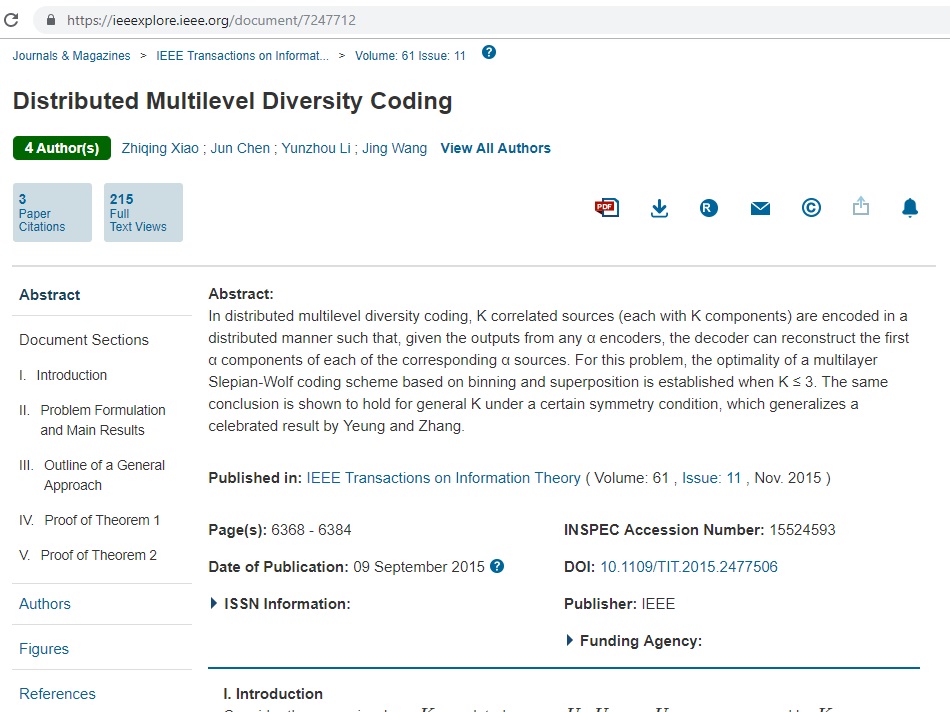 https://ieeexplore.ieee.org/document/7247712
Journals & Magazines > IEEE Transactions on Informat... > Volume: 61 Issue: 11 ?
Distributed Multilevel Diversity Coding
4 Author(s) Zhiqing Xiao ; Jun Chen ; Yunzhou Li ; Jing Wang View All Authors
3
Paper
Citations
215
Full
Text Views
PDF
R
©
Abstract
Document Sections
I. Introduction
II. Problem Formulation
and Main Results
III. Outline of a General
Approach
IV. Proof of Theorem 1
V. Proof of Theorem 2
Authors
Figures
References
Abstract:
In distributed multilevel diversity coding, K correlated sources (each with K components) are encoded in a
distributed manner such that, given the outputs from any α encoders, the decoder can reconstruct the first
α components of each of the corresponding α sources. For this problem, the optimality of a multilayer
Slepian-Wolf coding scheme based on binning and superposition is established when K ≤ 3. The same
conclusion is shown to hold for general K under a certain symmetry condition, which generalizes a
celebrated result by Yeung and Zhang.
Published in: IEEE Transactions on Information Theory ( Volume: 61 , Issue: 11 , Nov. 2015 )
Page(s): 6368 - 6384
INSPEC Accession Number: 15524593
Date of Publication: 09 September 2015 ?
DOI: 10.1109/TIT.2015.2477506
ISSN Information:
Publisher: IEEE
Funding Agency:
I. Introduction